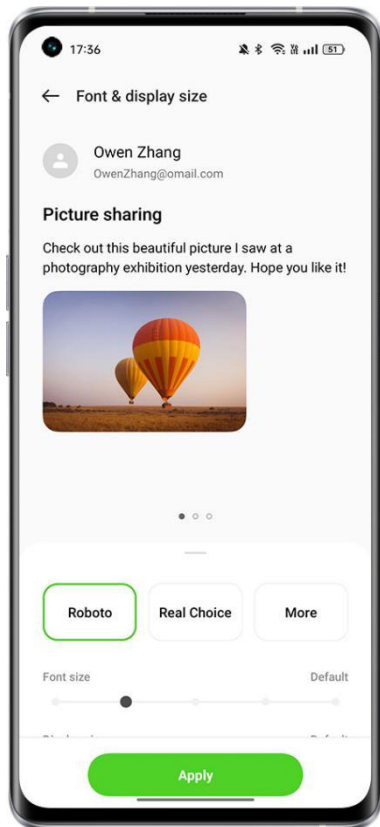 17:36
51
Font & display size
Owen Zhang
OwenZhang@omail.com
Picture sharing
Check out this beautiful picture I saw at a
photography exhibition yesterday. Hope you like it!
Roboto Real Choice More
Font size Default
Apply